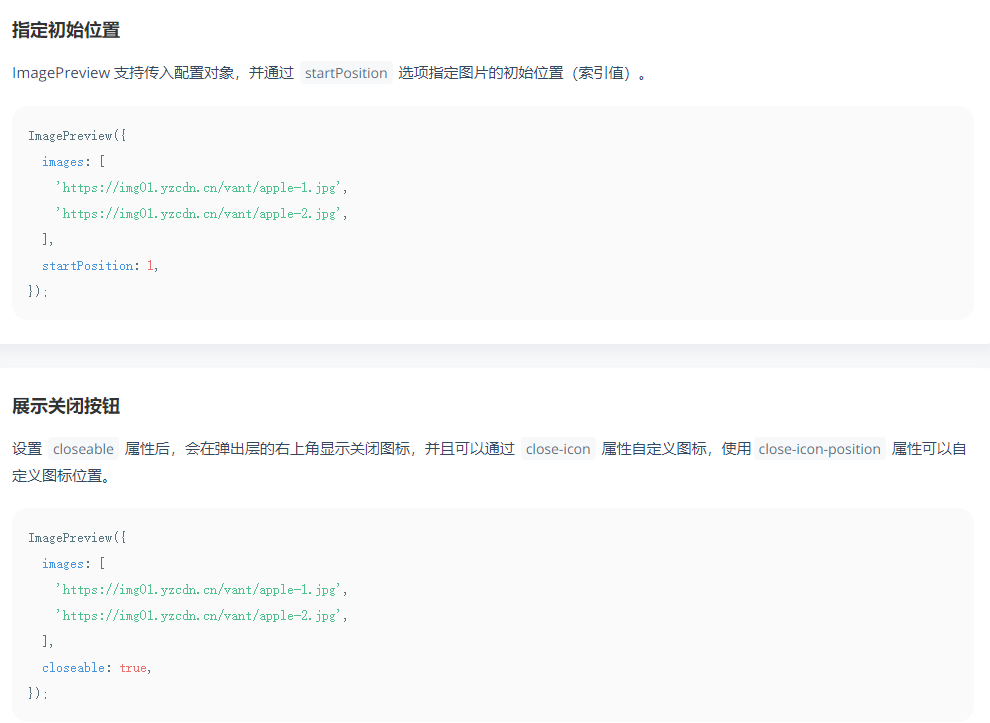 指定初始位置
ImagePreview 支持传入配置对象，并通过 startPosition 选项指定图片的初始位置（索引值）。
ImagePreview({
  images: [
    'https://img01.yzcdn.cn/vant/apple-1.jpg',
    'https://img01.yzcdn.cn/vant/apple-2.jpg',
  ],
  startPosition: 1,
});
展示关闭按钮
设置 closeable 属性后，会在弹出层的右上角显示关闭图标，并且可以通过 close-icon 属性自定义图标，使用 close-icon-position 属性可以自
定义图标位置。
ImagePreview({
  images: [
    'https://img01.yzcdn.cn/vant/apple-1.jpg',
    'https://img01.yzcdn.cn/vant/apple-2.jpg',
  ],
  closeable: true,
});